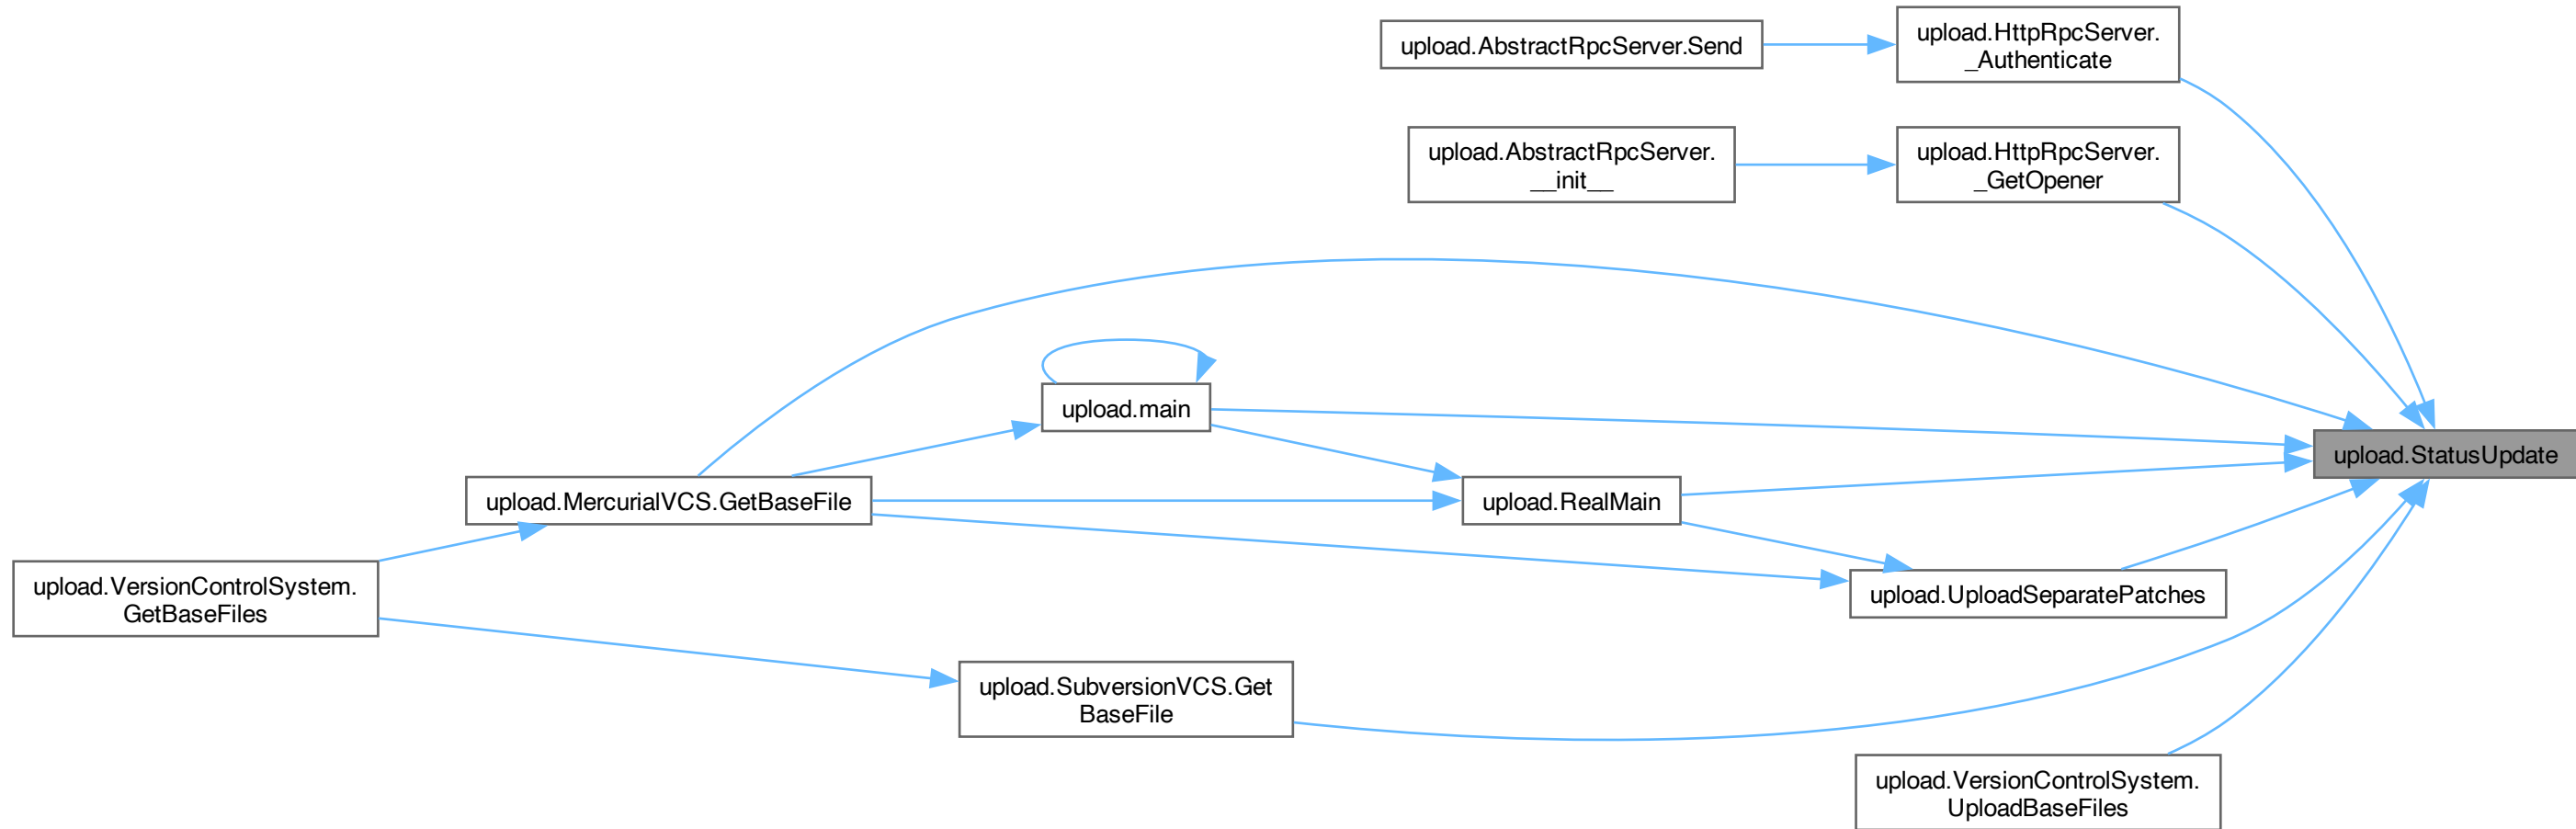 upload.AbstractRpcServer.Send
upload.HttpRpcServer.
_Authenticate
upload.AbstractRpcServer.
__init__
upload.HttpRpcServer.
_GetOpener
upload.main
upload.StatusUpdate
upload.MercurialVCS.GetBaseFile
upload.RealMain
upload.VersionControlSystem.
GetBaseFiles
upload.UploadSeparatePatches
upload.SubversionVCS.Get
BaseFile
upload.VersionControlSystem.
UploadBaseFiles